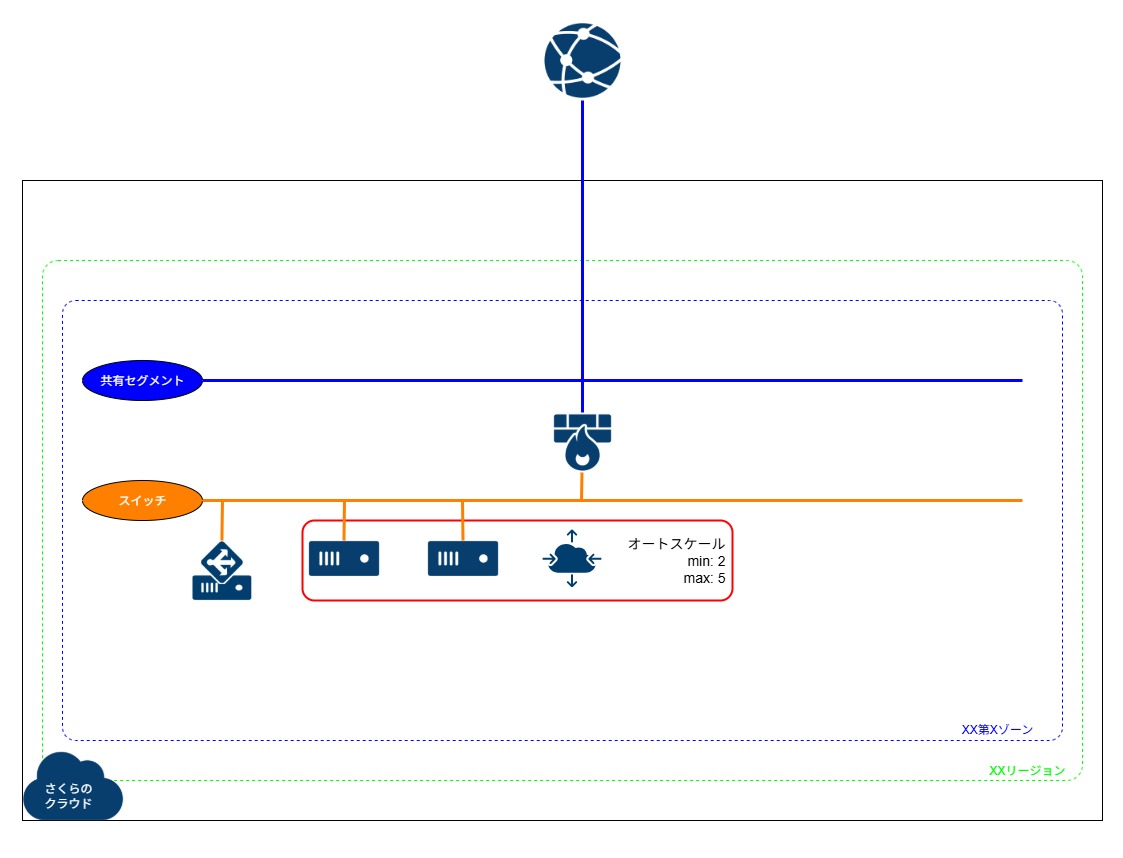 共有セグメント
スイッチ
オートスケール
min: 2
max: 5
XX第Xゾーン
XXリージョン
さくらの
クラウド